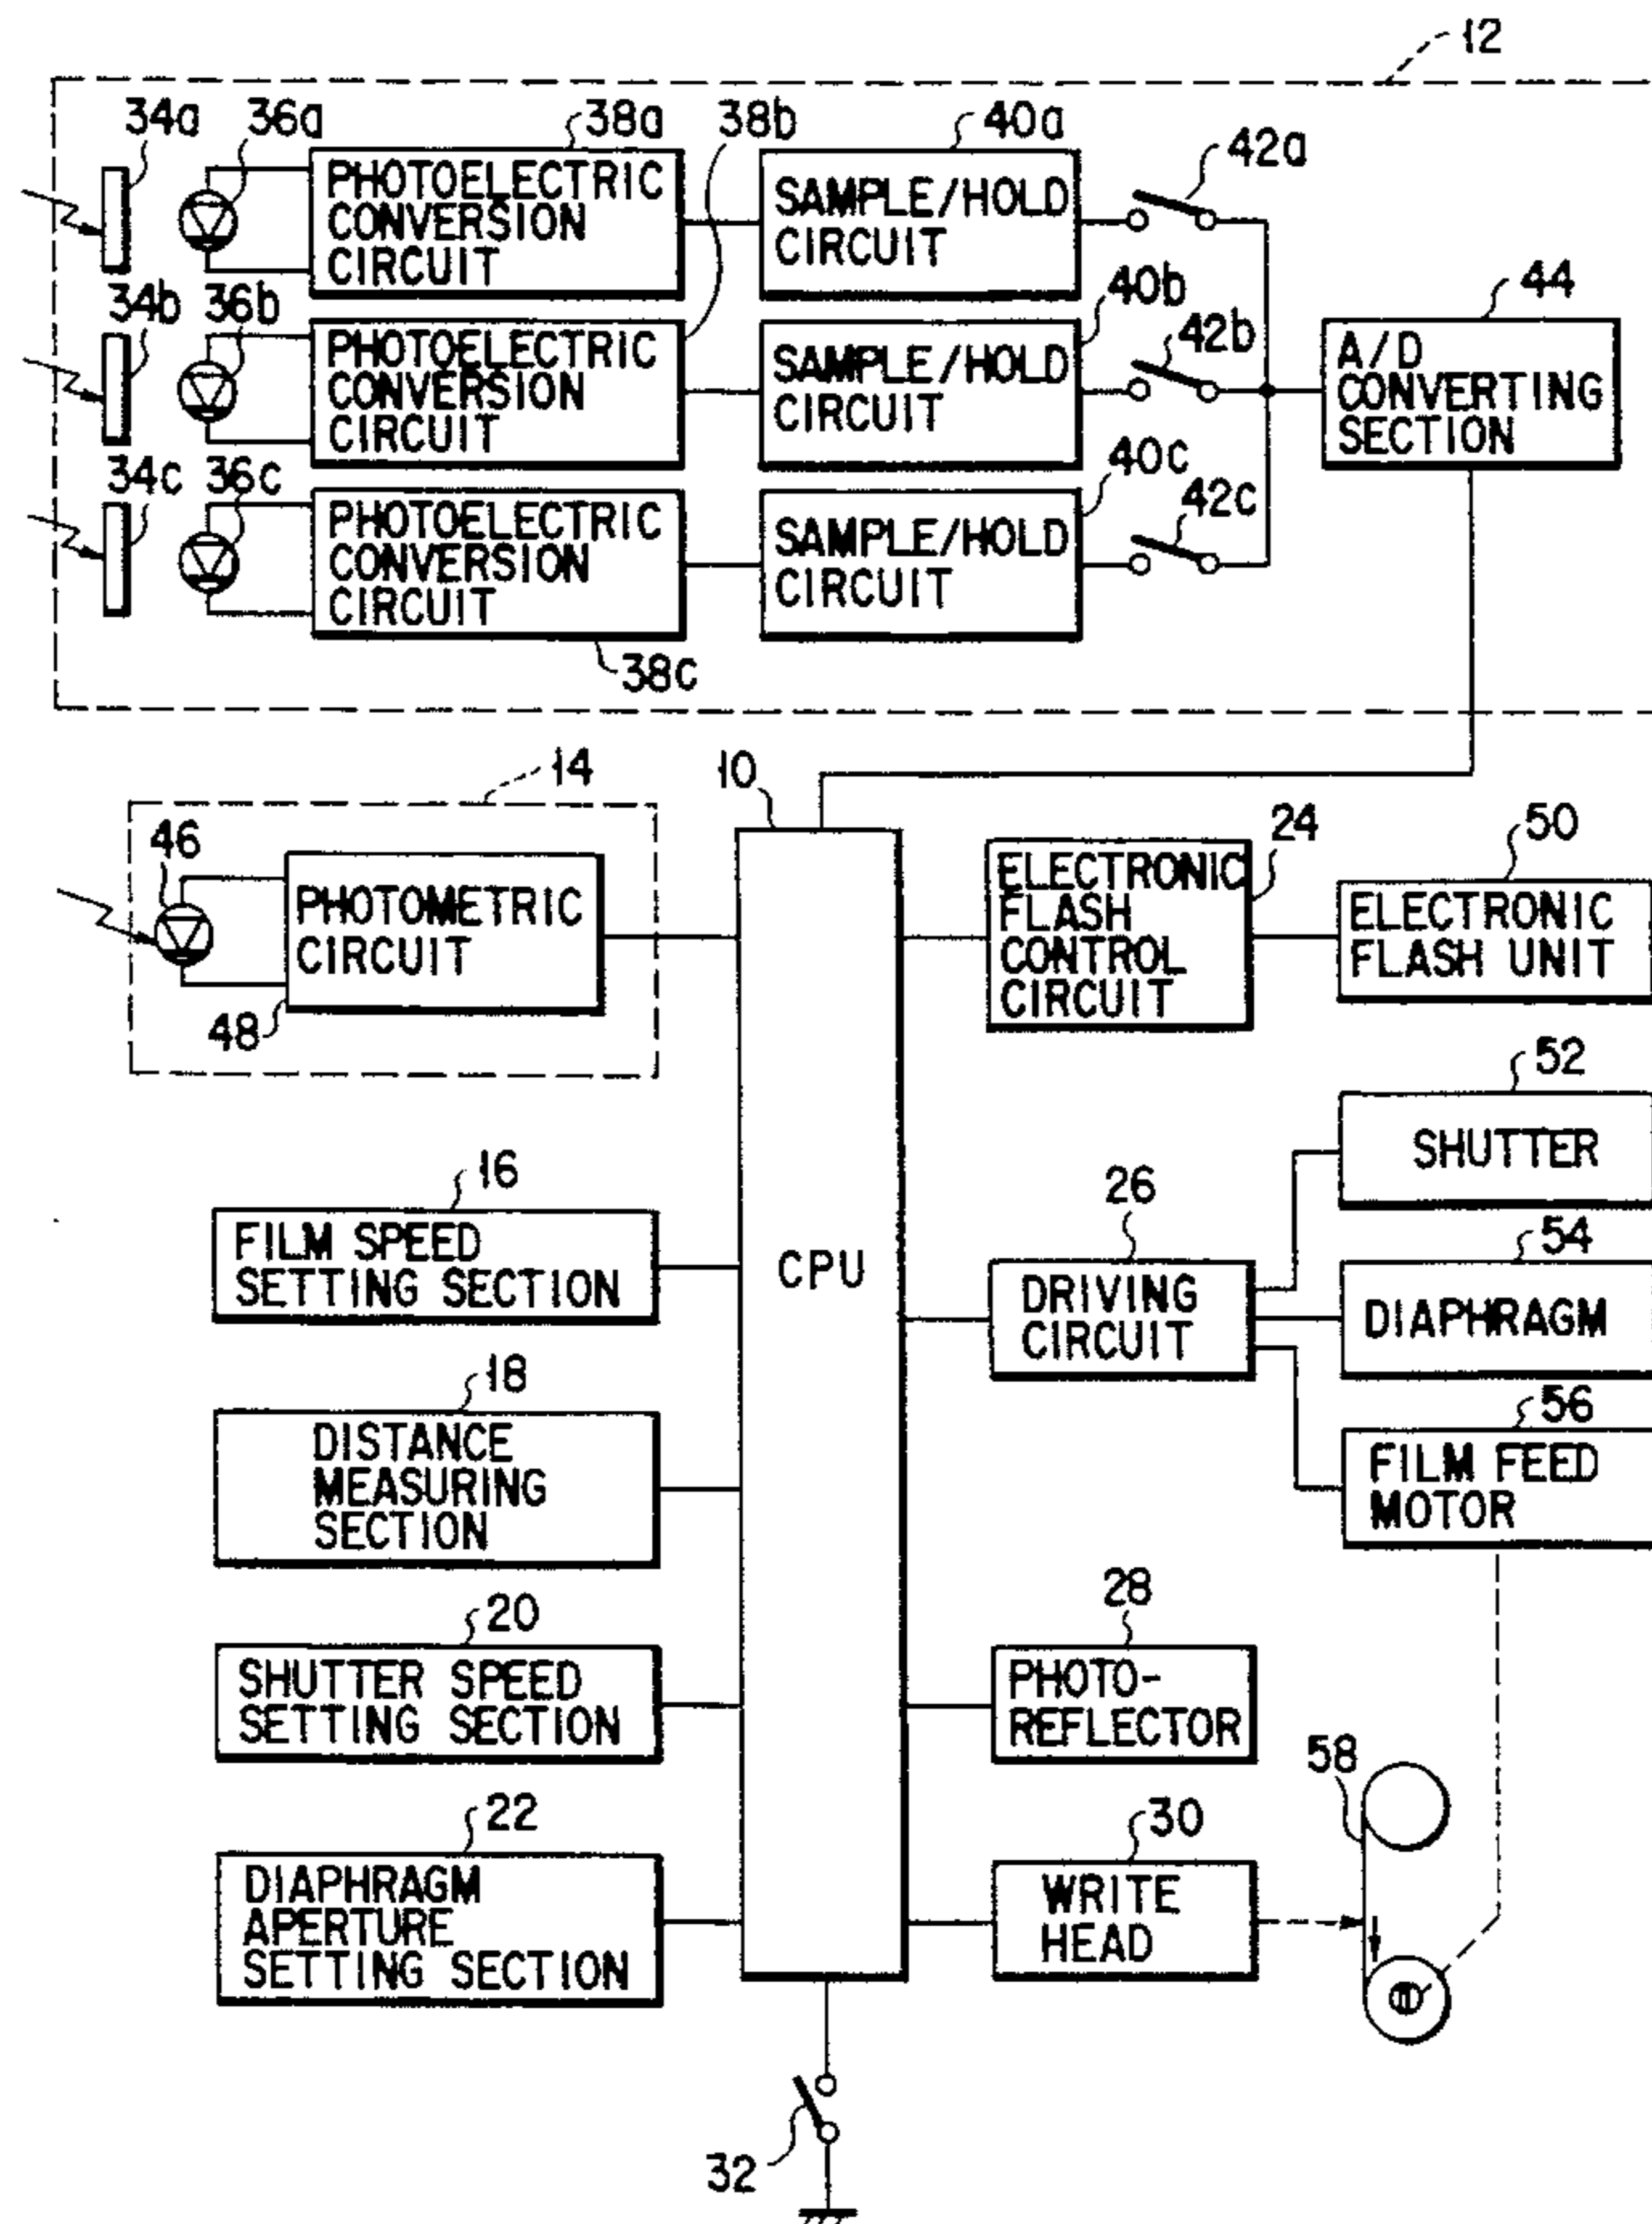 12
34a
36a
38a
38b
40a
42a
PHOTOELECTRIC
CONVERSION
CIRCUIT
SAMPLE/HOLD
CIRCUIT
34b
36b
40b
42b
44
PHOTOELECTRIC
CONVERSION
CIRCUIT
SAMPLE/HOLD
CIRCUIT
A/D
CONVERTING
SECTION
34c
36c
40c
42c
PHOTOELECTRIC
CONVERSION
CIRCUIT
SAMPLE/HOLD
CIRCUIT
38c
14
10
46
PHOTOMETRIC
CIRCUIT
48
24
ELECTRONIC
FLASH
CONTROL
CIRCUIT
50
ELECTRONIC
FLASH UNIT
52
SHUTTER
16
FILM SPEED
SETTING SECTION
CPU
26
DRIVING
CIRCUIT
54
DIAPHRAGM
18
DISTANCE
MEASURING
SECTION
56
FILM FEED
MOTOR
20
SHUTTER SPEED
SETTING SECTION
28
PHOTO-
REFLECTOR
58
22
DIAPHRAGM
APERTURE
SETTING SECTION
30
WRITE
HEAD
32